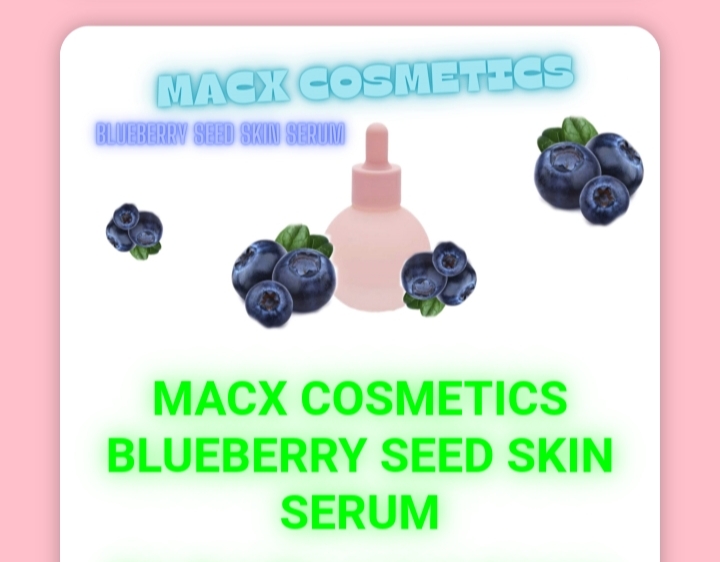 MACX COSMETICS
BLUEBERRY SEED SKIN SERUM
MACX COSMETICS
BLUEBERRY SEED SKIN
SERUM